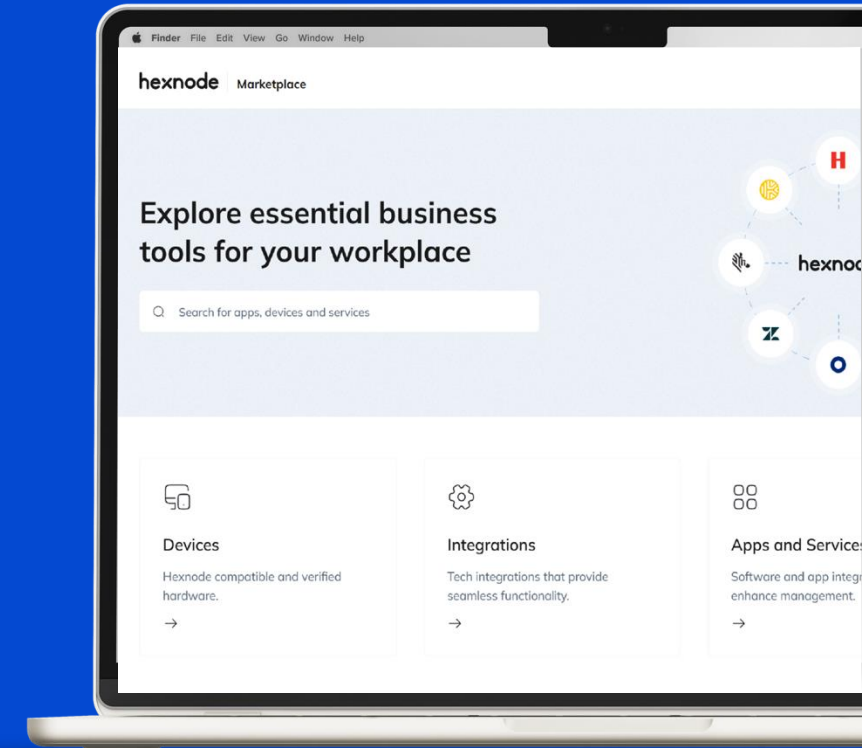 Finder File Edit View Go Window Help
hexnode Marketplace
Explore essential business
tools for your workplace
Search for apps, devices and services
H
hexnod
Devices
Hexnode compatible and verified
hardware.
Integrations
Tech integrations that provide
seamless functionality.
Apps and Services
Software and app integr
enhance management.